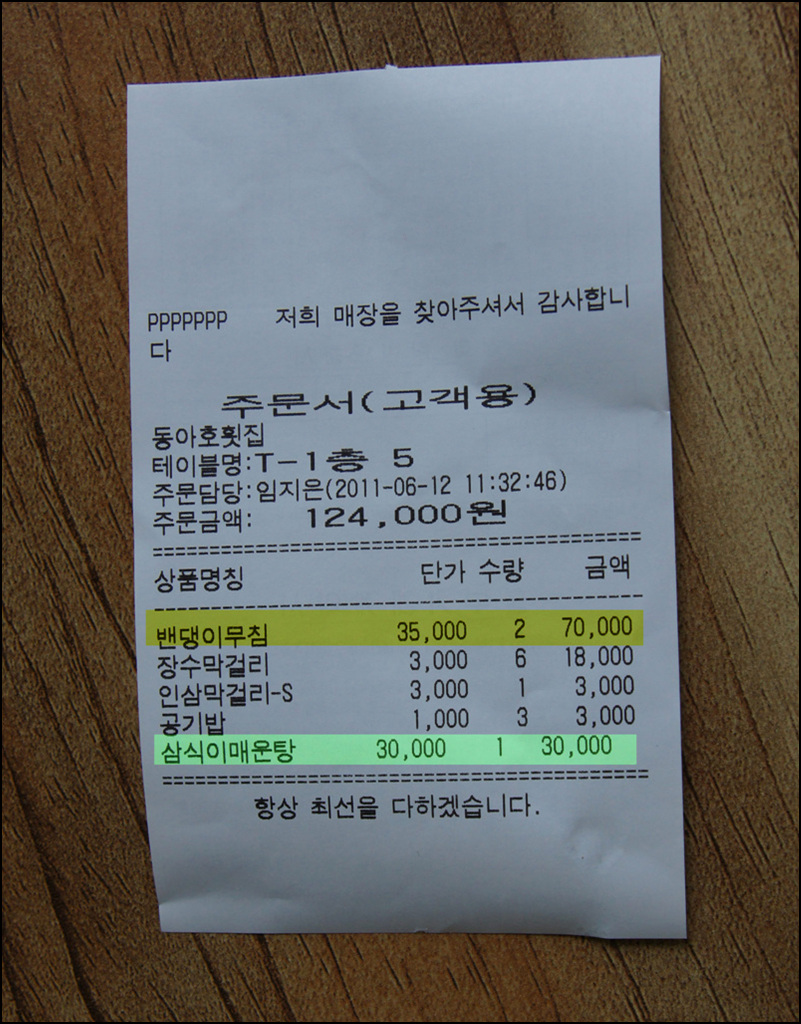 PPPPPPP 저희 매장을 찾아주셔서 감사합니
다
주문서(고객용)
동아호횟집
테이블명:T-1층 5
주문담당:임지은(2011-06-12 11:32:46)
주문금액: 124,000원
상품명칭 단가 수량 금액
밴댕이무침 35,000 2 70,000
장수막걸리 3,000 6 18,000
인삼막걸리-S 3,000 1 3,000
공기밥 1,000 3 3,000
삼식이매운탕 30,000 1 30,000
항상 최선을 다하겠습니다.